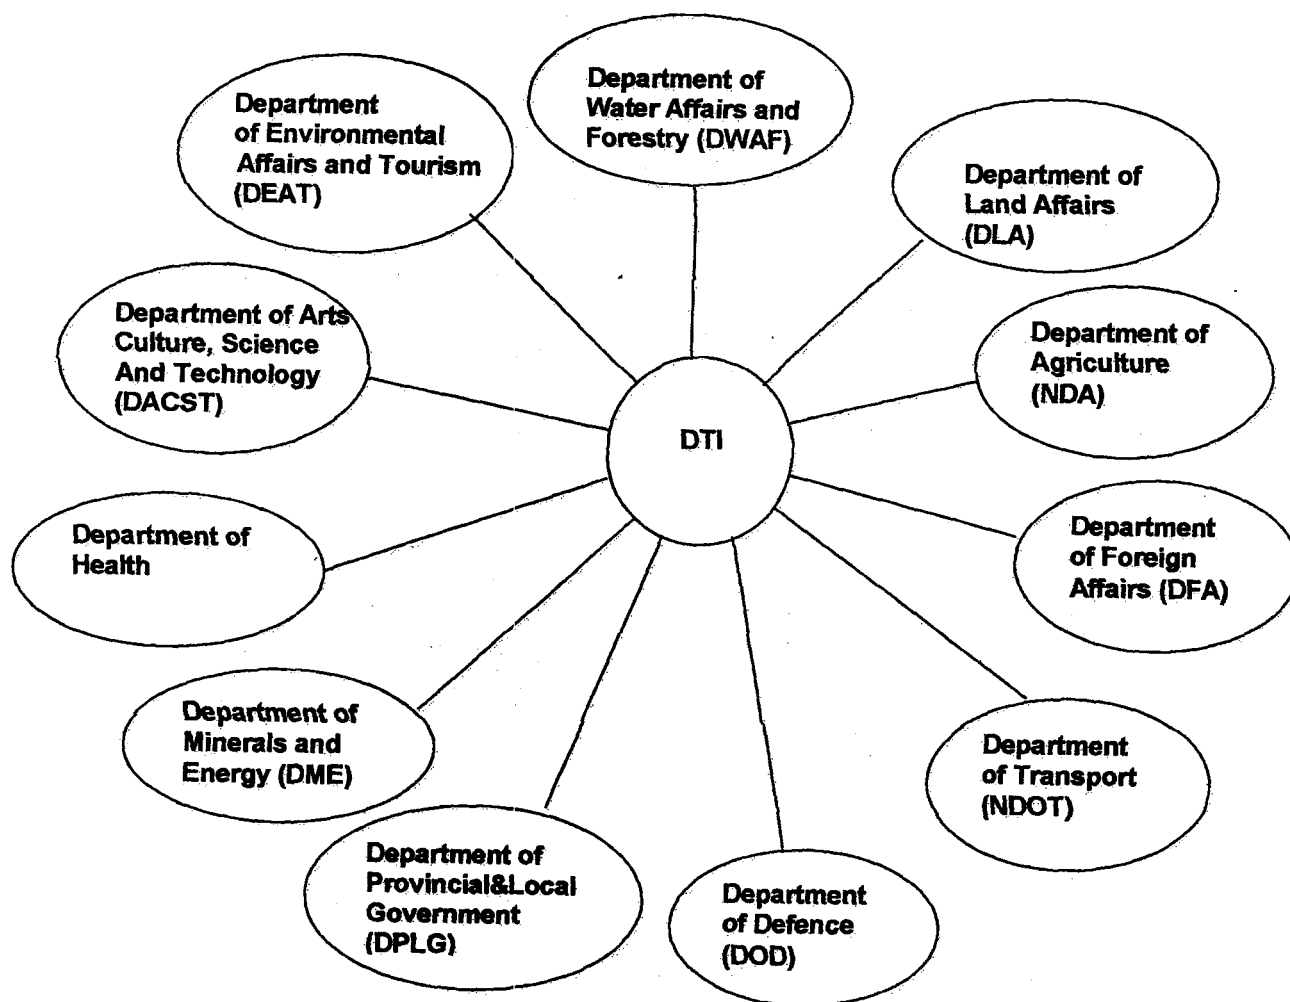 Department of
Water Affairs and
Forestry (DWAF)
Department
of Environmental
Affairs and Tourism
(DEAT)
Department of
Land Affairs
(DLA)
Department of Arts
Culture, Science
And Technology
(DACST)
Department of
Agriculture
(NDA)
DTI
Department of
Health
Department
of Foreign
Affairs (DFA)
Department of
Minerals and
Energy (DME)
Department
of Transport
(NDOT)
Department of
Provincial&Local
Government
(DPLG)
Department
of Defence
(DOD)